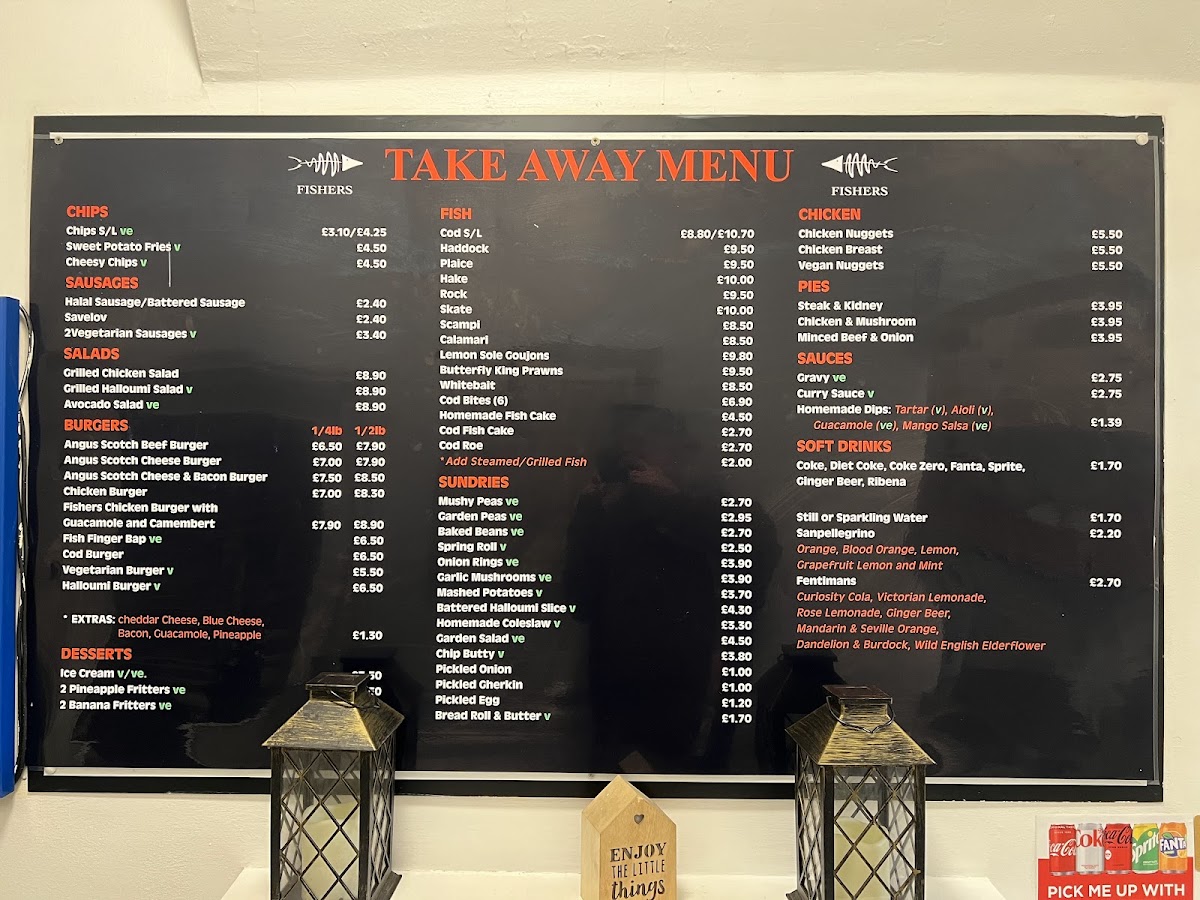 TAKE AWAY MENU
FISHERS
FISHERS
CHIPS
Chips S/L ve £3.10/£4.25
Sweet Potato Fries v £4.50
Cheesy Chips v £4.50
SAUSAGES
Halal Sausage/Battered Sausage £2.40
Saveloy £2.40
2Vegetarian Sausages v £3.40
SALADS
Grilled Chicken Salad £8.90
Grilled Halloumi Salad v £8.90
Avocado Salad ve £8.90
BURGERS 1/4lb 1/2lb
Angus Scotch Beef Burger £6.50 £7.90
Angus Scotch Cheese Burger £7.00 £7.90
Angus Scotch Cheese & Bacon Burger £7.50 £8.50
Chicken Burger £7.00 £8.30
Fishers Chicken Burger with
Guacamole and Camembert £7.90 £8.90
Fish Finger Bap ve £6.50
Cod Burger £6.50
Vegetarian Burger v £5.50
Halloumi Burger v £6.50
* EXTRAS: cheddar Cheese, Blue Cheese,
Bacon, Guacamole, Pineapple £1.30
DESSERTS
Ice Cream v/ve.
2 Pineapple Fritters ve
2 Banana Fritters ve
FISH
Cod S/L £8.80/£10.70
Haddock £9.50
Plaice £9.50
Hake £10.00
Rock £9.50
Skate £10.00
Scampi £8.50
Calamari £8.50
Lemon Sole Goujons £9.80
Butterfly King Prawns £9.50
Whitebait £8.50
Cod Bites (6) £6.90
Homemade Fish Cake £4.50
Cod Fish Cake £2.70
Cod Roe £2.70
*Add Steamed/Grilled Fish £2.00
SUNDRIES
Mushy Peas ve £2.70
Garden Peas ve £2.95
Baked Beans ve £2.70
Spring Roll v £2.50
Onion Rings ve £3.90
Garlic Mushrooms ve £3.90
Mashed Potatoes v £3.70
Battered Halloumi Slice v £4.30
Homemade Coleslaw v £3.30
Garden Salad ve £4.50
Chip Butty v £3.80
Pickled Onion £1.00
Pickled Gherkin £1.00
Pickled Egg £1.20
Bread Roll & Butter v £1.70
CHICKEN
Chicken Nuggets £5.50
Chicken Breast £5.50
Vegan Nuggets £5.50
PIES
Steak & Kidney £3.95
Chicken & Mushroom £3.95
Minced Beef & Onion £3.95
SAUCES
Gravy ve £2.75
Curry Sauce v £2.75
Homemade Dips: Tartar (v), Aioli (v),
Guacamole (ve), Mango Salsa (ve) £1.39
SOFT DRINKS
Coke, Diet Coke, Coke Zero, Fanta, Sprite, £1.70
Ginger Beer, Ribena
Still or Sparkling Water £1.70
Sanpellegrino £2.20
Orange, Blood Orange, Lemon,
Grapefruit Lemon and Mint
Fentimans £2.70
Curiosity Cola, Victorian Lemonade,
Rose Lemonade, Ginger Beer,
Mandarin & Seville Orange,
Dandelion & Burdock, Wild English Elderflower
ENJOY
THE LITTLE
things
Sprite
FANTA
PICK ME UP WITH